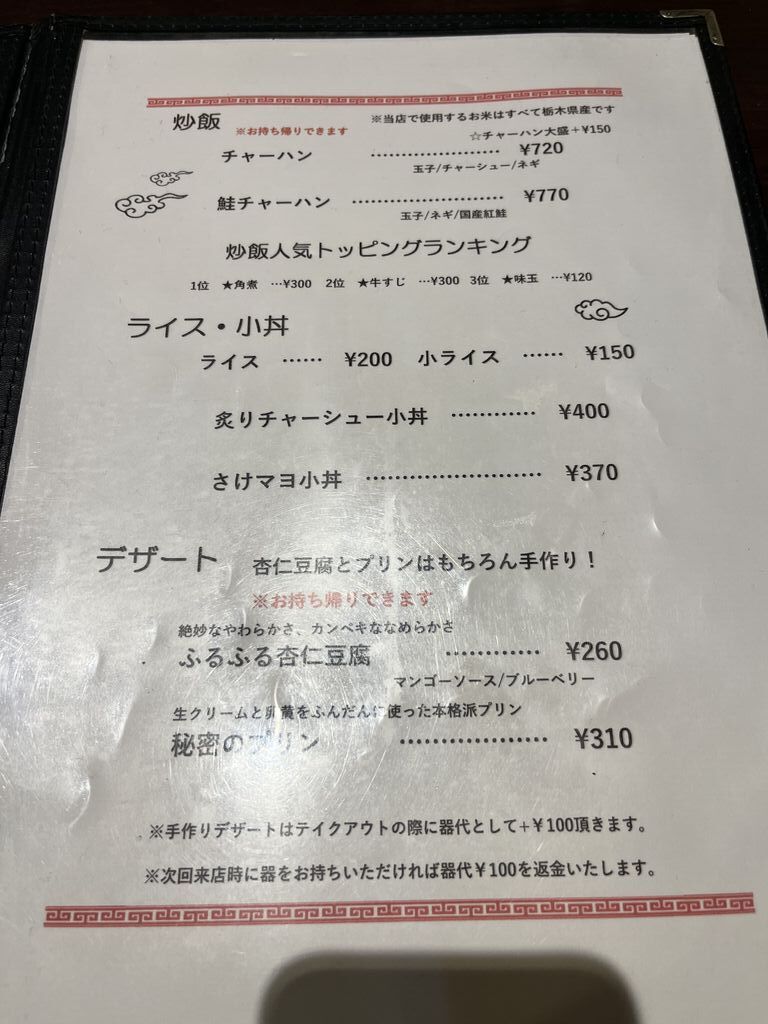 炒飯 ※お持ち帰りできます ※当店で使用するお米はすべて栃木県産です
☆チャーハン大盛＋¥150
チャーハン ………………… ¥720
玉子/チャーシュー/ネギ
鮭チャーハン …………………… ¥770
玉子/ネギ/国産紅鮭
炒飯人気トッピングランキング
1位 ★角煮 …¥300 2位 ★牛すじ …¥300 3位 ★味玉 …¥120
ライス・小丼
ライス …… ¥200 小ライス …… ¥150
炙りチャーシュー小丼 ………… ¥400
さけマヨ小丼 …………………… ¥370
デザート 杏仁豆腐とプリンはもちろん手作り！
※お持ち帰りできます
絶妙なやわらかさ、カンペキななめらかさ
ふるふる杏仁豆腐 ………… ¥260
マンゴーソース/ブルーベリー
生クリームと卵黄をふんだんに使った本格派プリン
秘密のプリン ……………… ¥310
※手作りデザートはテイクアウトの際に器代として+￥100頂きます。
※次回来店時に器をお持ちいただければ器代￥100を返金いたします。